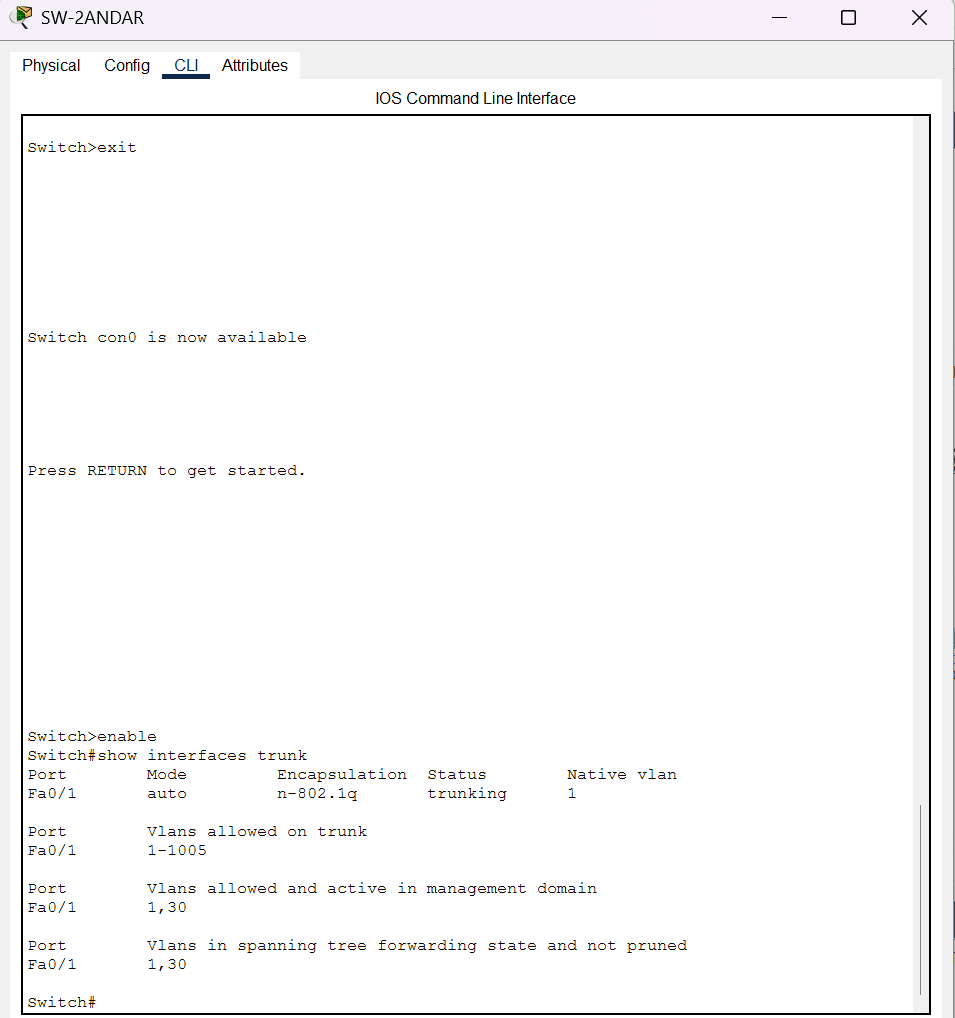 SW-2ANDAR
Physical Config CLI Attributes
IOS Command Line Interface
Switch>exit
Switch con0 is now available
Press RETURN to get started.
Switch>enable
Switch#show interfaces trunk
Port        Mode         Encapsulation  Status        Native vlan
Fa0/1       auto         n-802.1q       trunking      1
Port        Vlans allowed on trunk
Fa0/1       1-1005
Port        Vlans allowed and active in management domain
Fa0/1       1,30
Port        Vlans in spanning tree forwarding state and not pruned
Fa0/1       1,30
Switch#